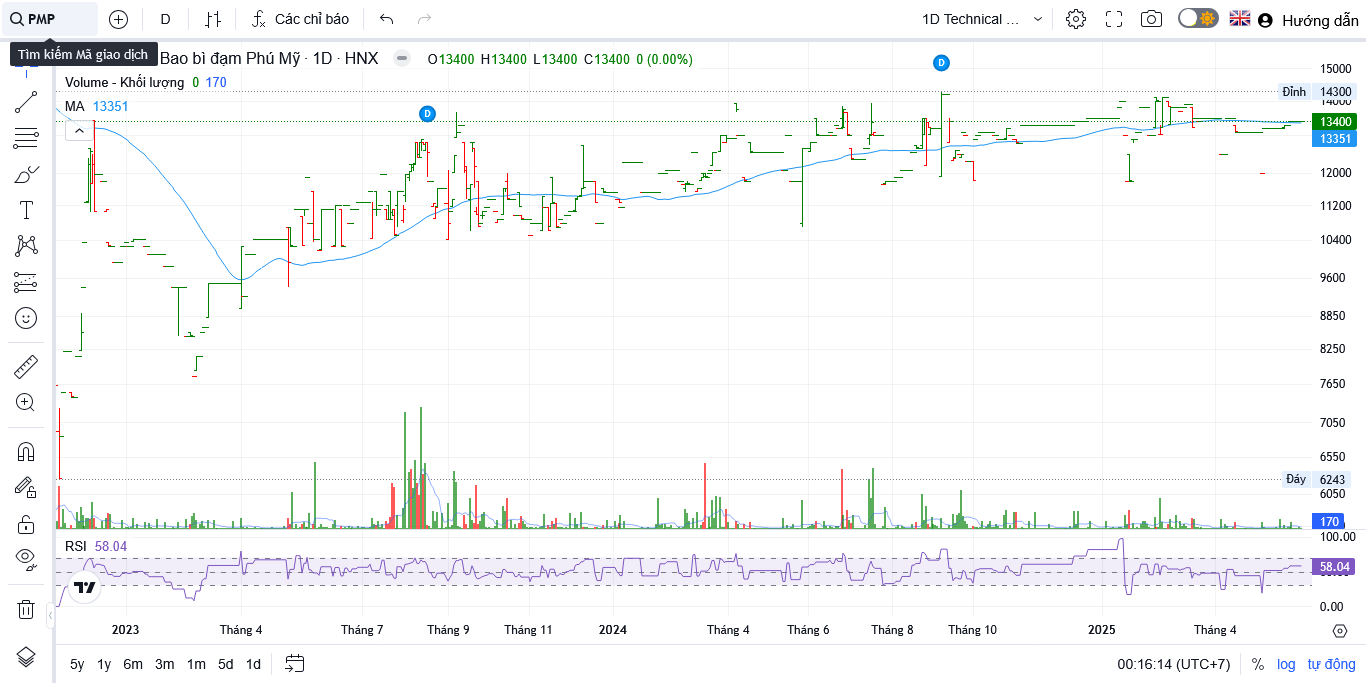 PMP
D
Các chỉ báo
1D Technical ...
Hướng dẫn
Tìm kiếm Mã giao dịch
Bao bì đạm Phú Mỹ · 1D · HNX
O13400 H13400 L13400 C13400 0 (0.00%)
Volume - Khối lượng 0 170
MA 13351
D
D
15000
Đỉnh 14300
14000
13400
13351
12000
11200
10400
9600
8850
8250
7650
7050
6550
Đáy 6243
6050
170
RSI 58.04
100.00
58.04
0.00
2023 Tháng 4 Tháng 7 Tháng 9 Tháng 11 2024 Tháng 4 Tháng 6 Tháng 8 Tháng 10 2025 Tháng 4
5y 1y 6m 3m 1m 5d 1d
00:16:14 (UTC+7) % log tự động